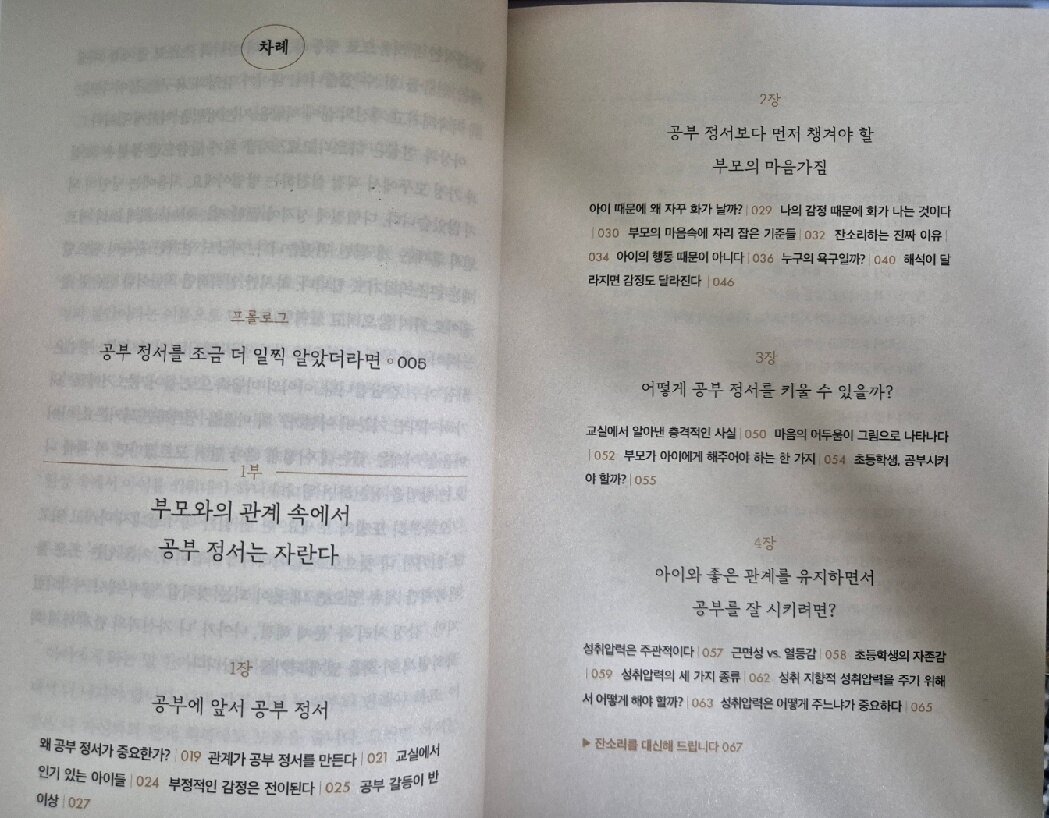 차례
프롤로그
공부 정서를 조금 더 일찍 알았더라면 ○ 005
1부
부모와의 관계 속에서
공부 정서는 자란다
1장
공부에 앞서 공부 정서
왜 공부 정서가 중요한가? | 019 관계가 공부 정서를 만든다 | 021 교실에서
인기 있는 아이들 | 024 부정적인 감정은 전이된다 | 025 공부 갈등이 반
이상 | 027
2장
공부 정서보다 먼저 챙겨야 할
부모의 마음가짐
아이 때문에 왜 자꾸 화가 날까? | 029 나의 감정 때문에 화가 나는 것이다
| 030 부모의 마음속에 자리 잡은 기준들 | 032 잔소리하는 진짜 이유 |
034 아이의 행동 때문이 아니다 | 036 누구의 욕구일까? | 040 해석이 달
라지면 감정도 달라진다 | 046
3장
어떻게 공부 정서를 키울 수 있을까?
교실에서 알아낸 충격적인 사실 | 050 마음의 어두움이 그림으로 나타나다
| 052 부모가 아이에게 해주어야 하는 한 가지 | 054 초등학생, 공부시켜
야 할까? | 055
4장
아이와 좋은 관계를 유지하면서
공부를 잘 시키려면?
성취압력은 주관적이다 | 057 근면성 vs. 열등감 | 058 초등학생의 자존감
| 059 성취압력의 세 가지 종류 | 062 성취 지향적 성취압력을 주기 위해
서 어떻게 해야 할까? | 063 성취압력은 어떻게 주느냐가 중요하다 | 065
▶ 잔소리를 대신해 드립니다 067